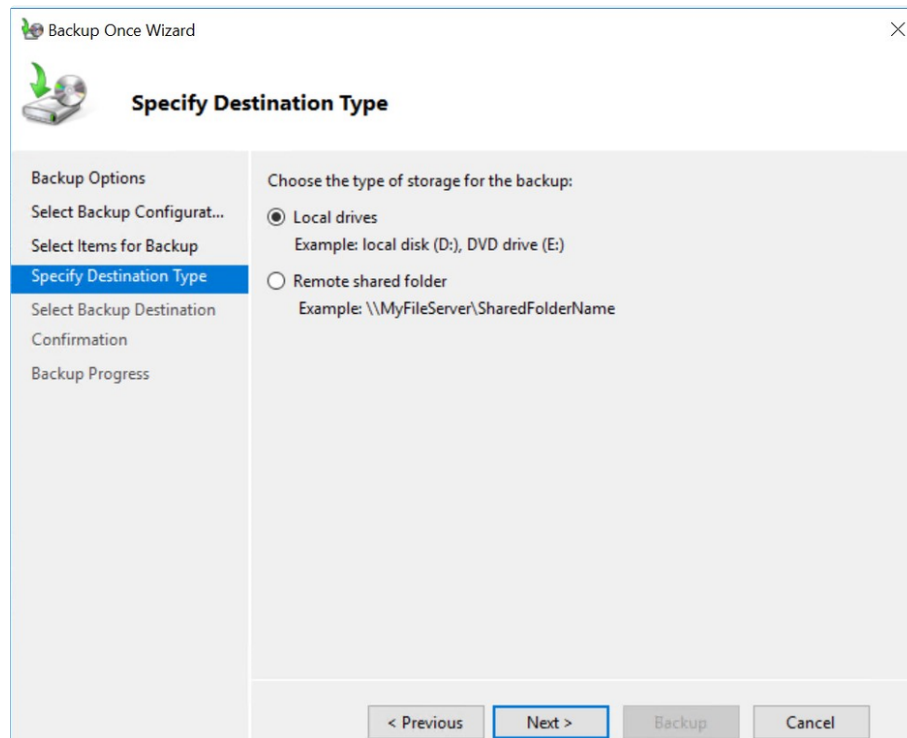 Backup Once Wizard
Specify Destination Type
Backup Options
Select Backup Configurat...
Select Items for Backup
Specify Destination Type
Select Backup Destination
Confirmation
Backup Progress
Choose the type of storage for the backup:
Local drives
Example: local disk (D:), DVD drive (E:)
Remote shared folder
Example: \\MyFileServer\SharedFolderName
< Previous
Next >
Backup
Cancel